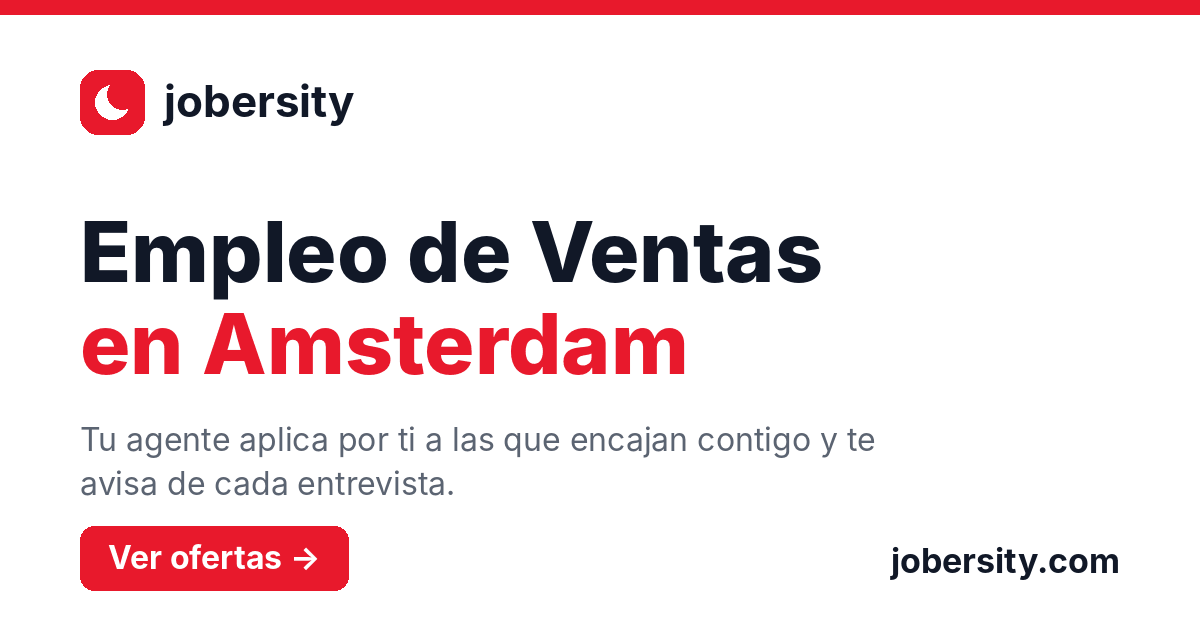 jobersity
Empleo de Ventas
en Amsterdam
Tu agente aplica por ti a las que encajan contigo y te
avisa de cada entrevista.
Ver ofertas →
jobersity.com